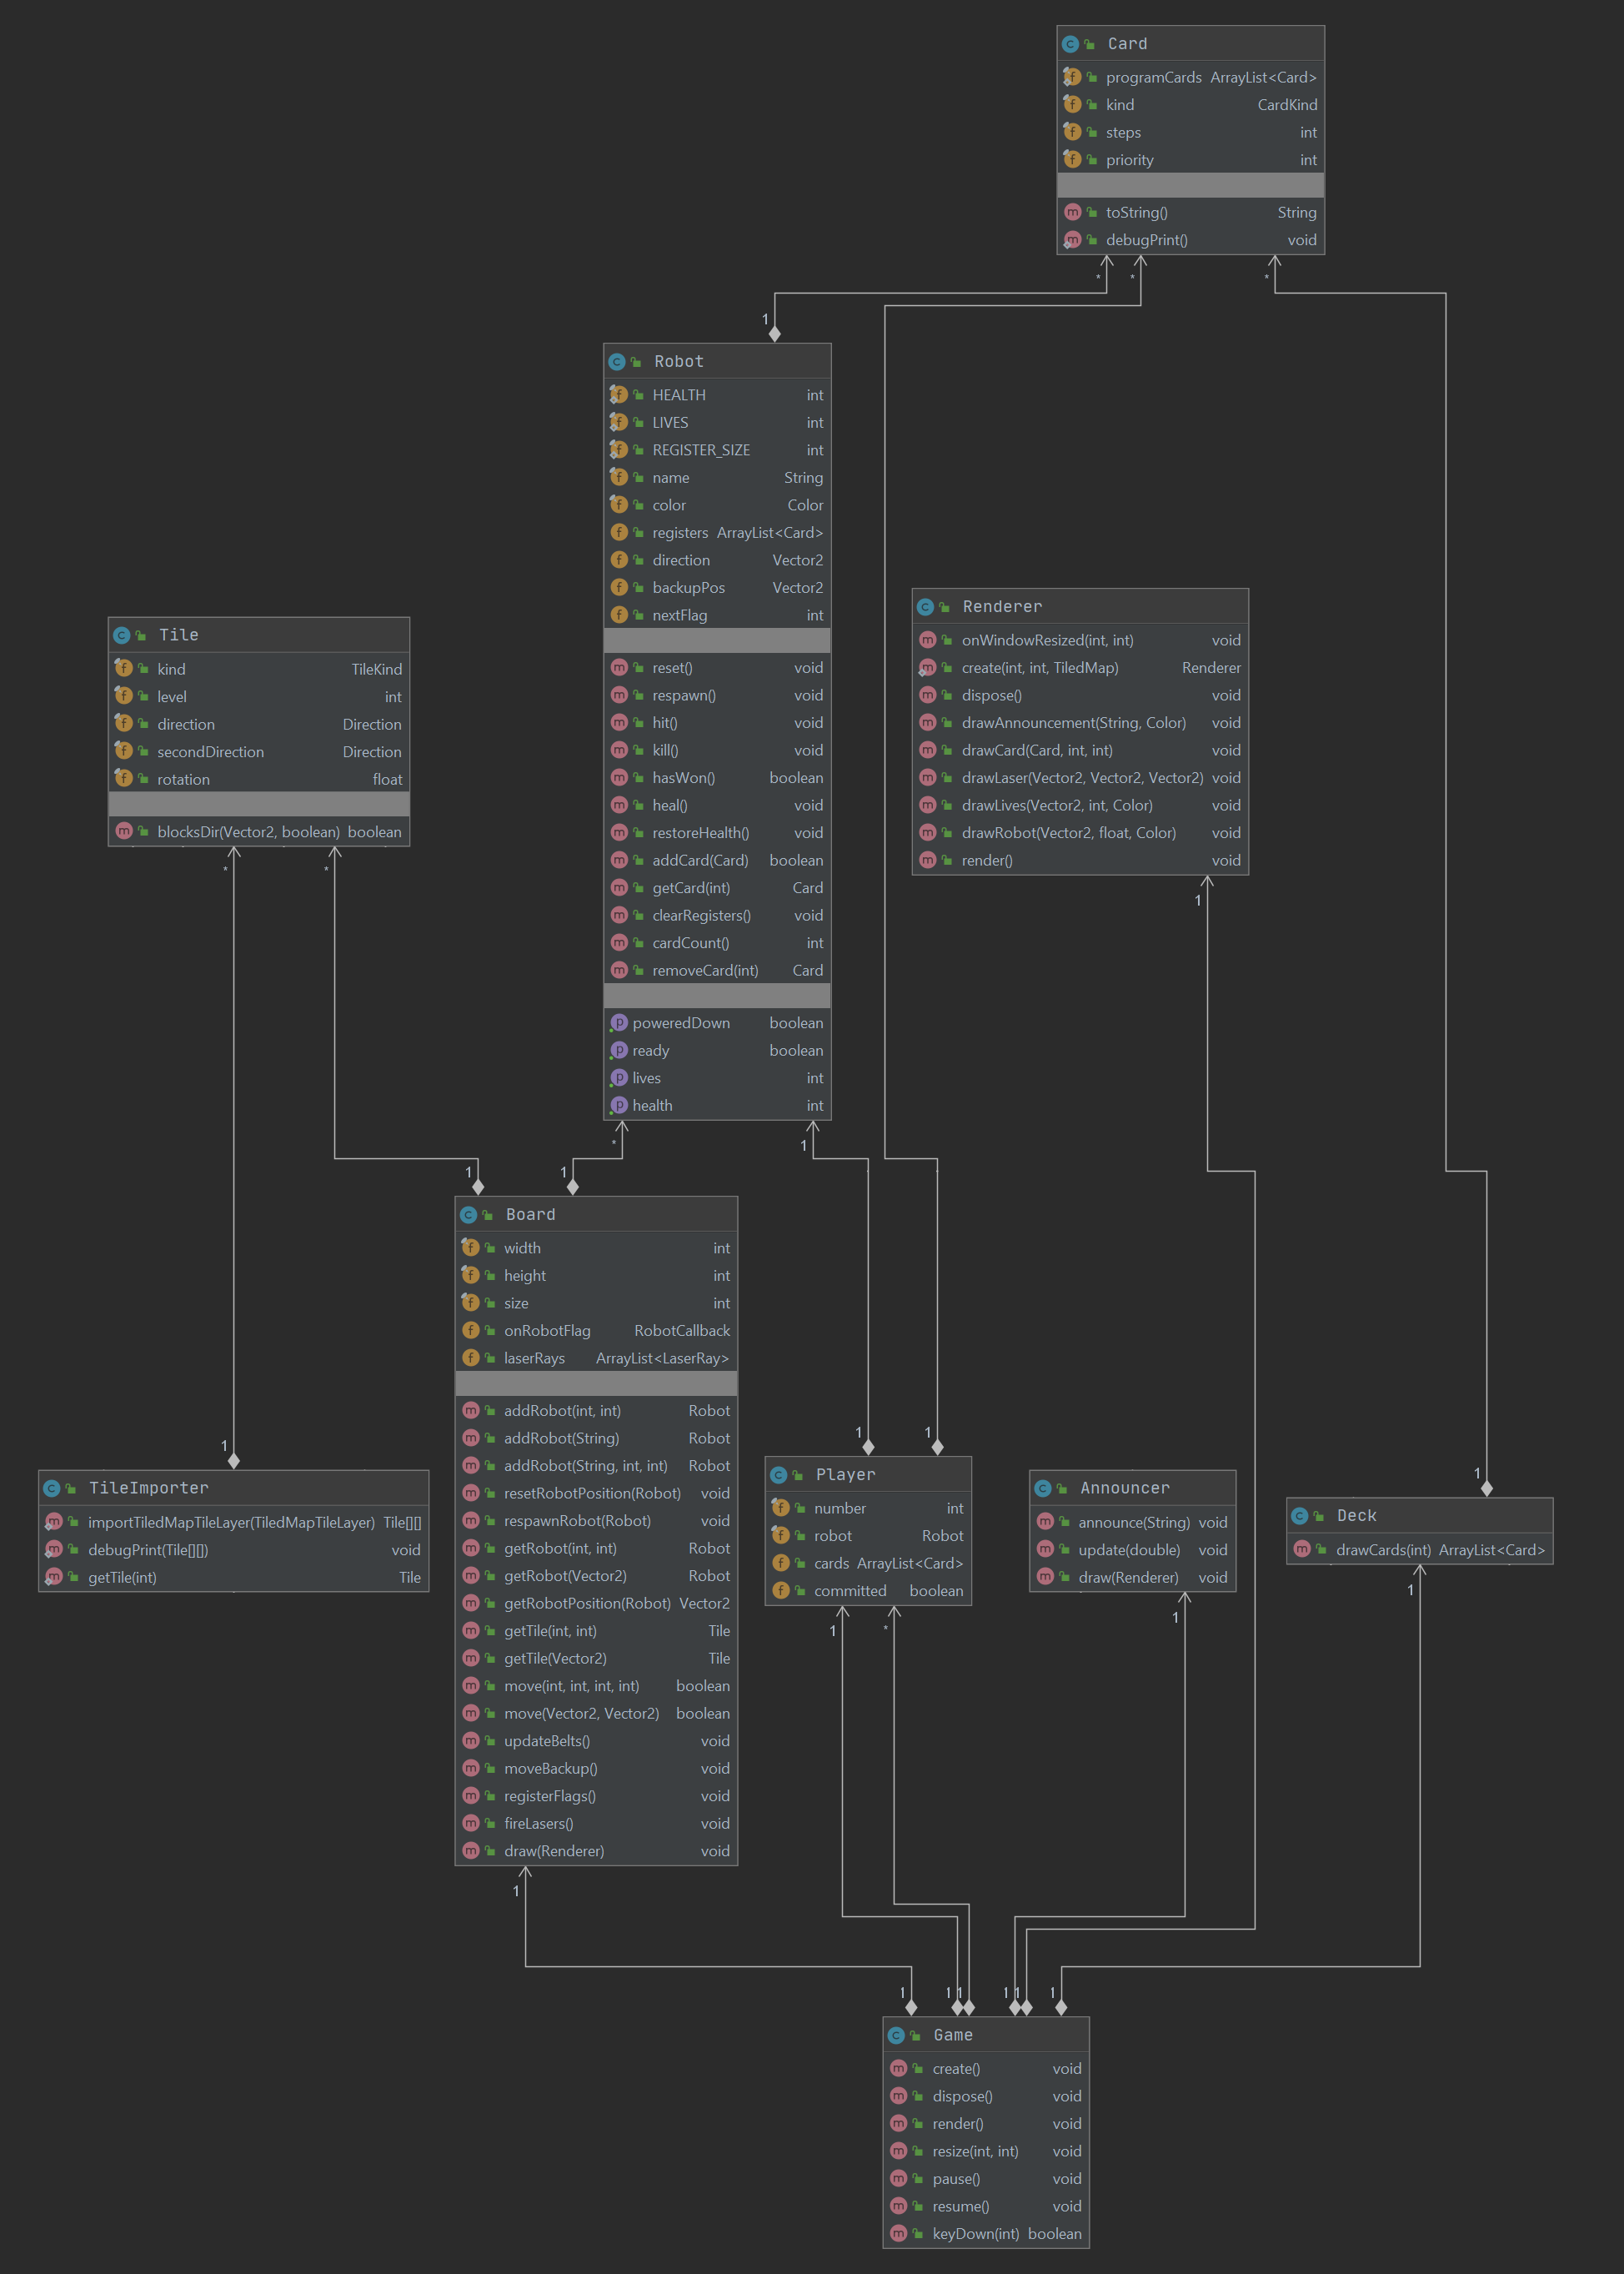 Card
programCards ArrayList<Card>
kind CardKind
steps int
priority int
toString() String
debugPrint() void
* * *
1
Robot
HEALTH int
LIVES int
REGISTER_SIZE int
name String
color Color
registers ArrayList<Card>
direction Vector2
backupPos Vector2
nextFlag int
reset() void
respawn() void
hit() void
kill() void
hasWon() boolean
heal() void
restoreHealth() void
addCard(Card) boolean
getCard(int) Card
clearRegisters() void
cardCount() int
removeCard(int) Card
poweredDown boolean
ready boolean
lives int
health int
* 1
Renderer
onWindowResized(int, int) void
create(int, int, TiledMap) Renderer
dispose() void
drawAnnouncement(String, Color) void
drawCard(Card, int, int) void
drawLaser(Vector2, Vector2, Vector2) void
drawLives(Vector2, int, Color) void
drawRobot(Vector2, float, Color) void
render() void
1
Tile
kind TileKind
level int
direction Direction
secondDirection Direction
rotation float
blocksDir(Vector2, boolean) boolean
* *
1 1
Board
width int
height int
size int
onRobotFlag RobotCallback
laserRays ArrayList<LaserRay>
addRobot(int, int) Robot
addRobot(String) Robot
addRobot(String, int, int) Robot
resetRobotPosition(Robot) void
respawnRobot(Robot) void
getRobot(int, int) Robot
getRobot(Vector2) Robot
getRobotPosition(Robot) Vector2
getTile(int, int) Tile
getTile(Vector2) Tile
move(int, int, int, int) boolean
move(Vector2, Vector2) boolean
updateBelts() void
moveBackup() void
registerFlags() void
fireLasers() void
draw(Renderer) void
1
1
TileImporter
importTiledMapTileLayer(TiledMapTileLayer) Tile[][]
debugPrint(Tile[][]) void
getTile(int) Tile
1 1
Player
number int
robot Robot
cards ArrayList<Card>
committed boolean
1 *
Announcer
announce(String) void
update(double) void
draw(Renderer) void
1
1
Deck
drawCards(int) ArrayList<Card>
1
1 1 1 1 1 1
Game
create() void
dispose() void
render() void
resize(int, int) void
pause() void
resume() void
keyDown(int) boolean